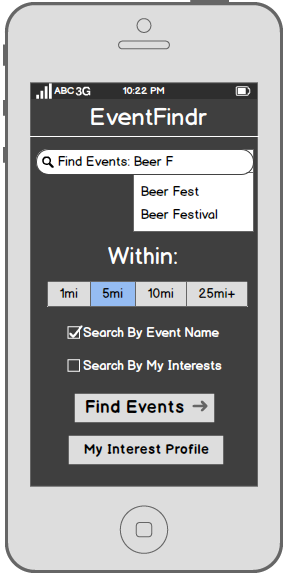 ABC 3G 10:22 PM
EventFindr
Find Events: Beer F
Beer Fest
Beer Festival
Within:
1mi 5mi 10mi 25mi+
Search By Event Name
Search By My Interests
Find Events →
My Interest Profile